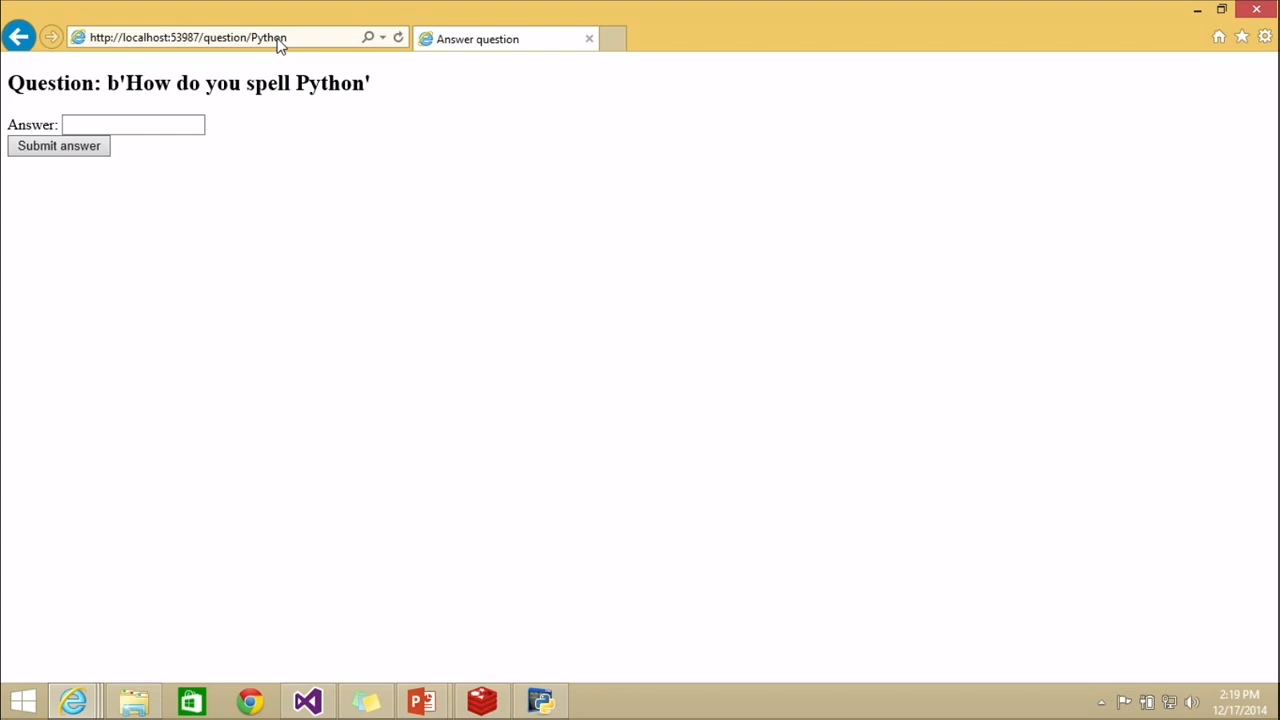 http://localhost:53987/question/Python
Answer question
Question: b'How do you spell Python'
Answer:
Submit answer
2:19 PM
12/17/2014